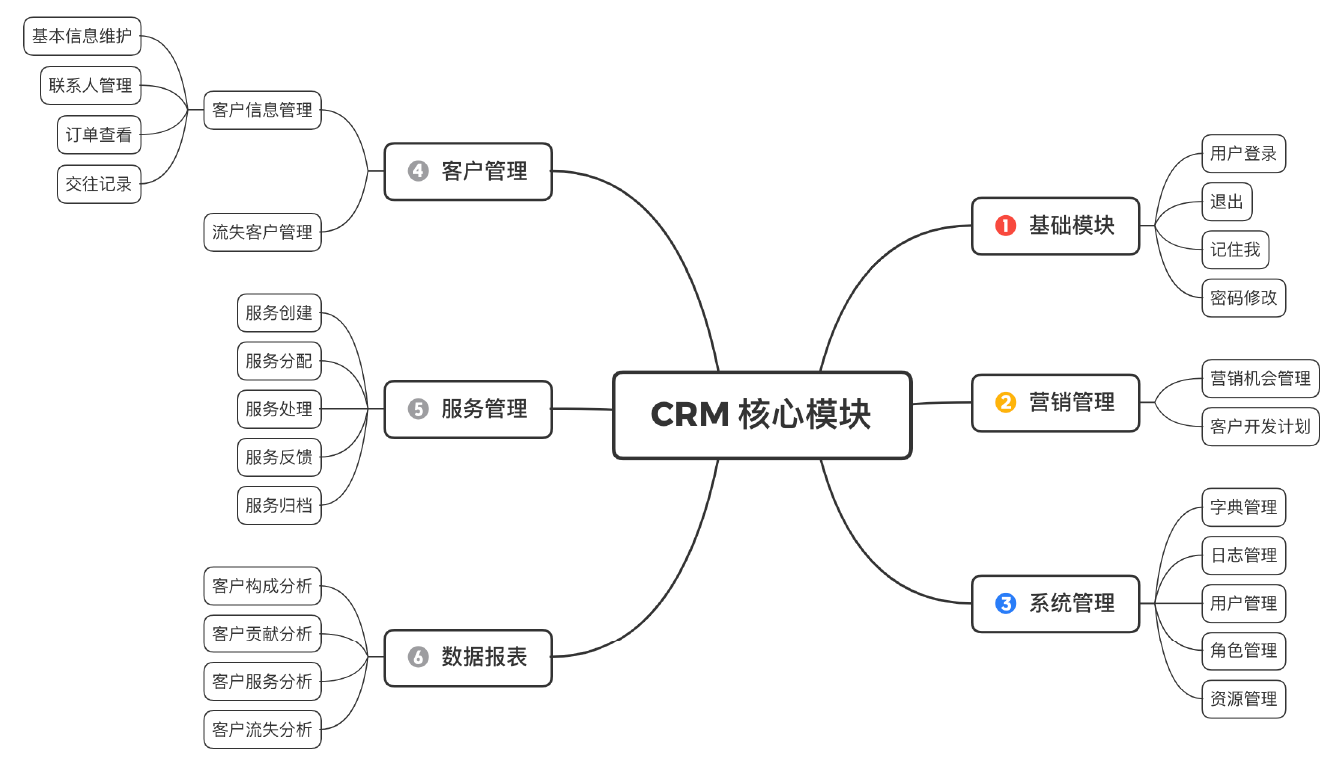 CRM 核心模块
1 基础模块
用户登录
退出
记住我
密码修改
2 营销管理
营销机会管理
客户开发计划
3 系统管理
字典管理
日志管理
用户管理
角色管理
资源管理
4 客户管理
客户信息管理
基本信息维护
联系人管理
订单查看
交往记录
流失客户管理
5 服务管理
服务创建
服务分配
服务处理
服务反馈
服务归档
6 数据报表
客户构成分析
客户贡献分析
客户服务分析
客户流失分析